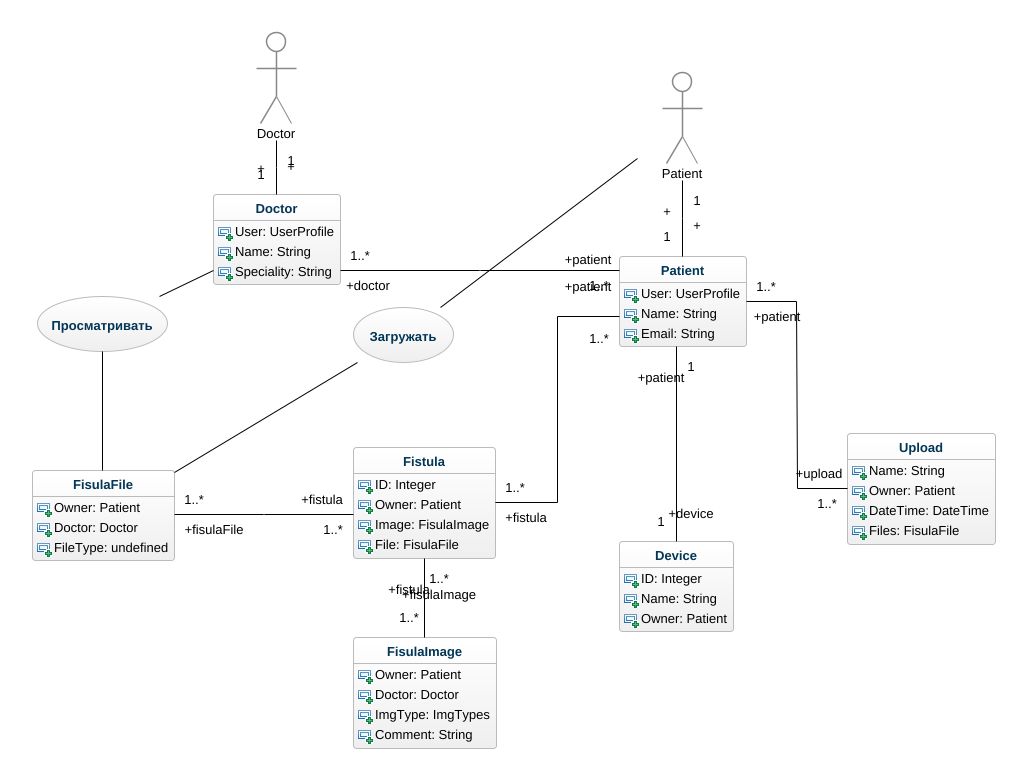 Doctor
1
+
+
1
Patient
1
+
+
1
Doctor
User: UserProfile
Name: String
Speciality: String
1..*
+doctor
+patient
+patient
1..*
Patient
User: UserProfile
Name: String
Email: String
1..*
+patient
1..*
Просматривать
Загружать
1
+patient
Fistula
ID: Integer
Owner: Patient
Image: FisulaImage
File: FisulaFile
1..*
+fistula
Upload
Name: String
Owner: Patient
DateTime: DateTime
Files: FisulaFile
+upload
1..*
FisulaFile
Owner: Patient
Doctor: Doctor
FileType: undefined
1..*
+fisulaFile
+fistula
1..*
+device
1
Device
ID: Integer
Name: String
Owner: Patient
1..*
+fistula
+fisulaImage
1..*
FisulaImage
Owner: Patient
Doctor: Doctor
ImgType: ImgTypes
Comment: String